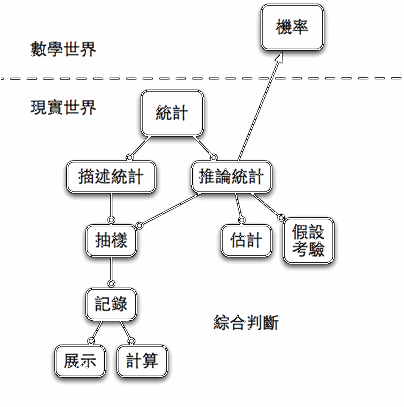 機率
數學世界
現實世界
統計
描述統計
推論統計
抽樣
估計
假設
考驗
記錄
綜合判斷
展示
計算